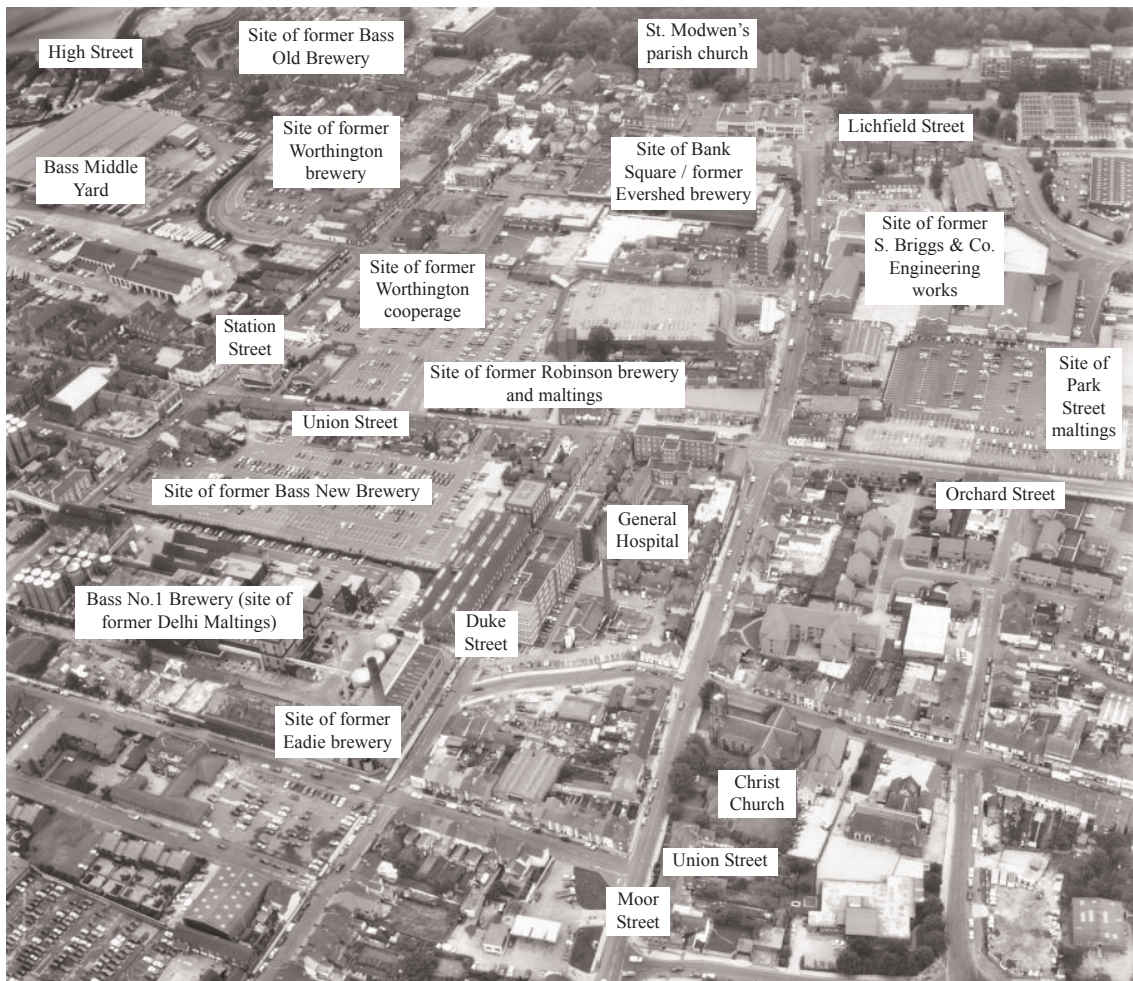 High Street
Site of former Bass
Old Brewery
St. Modwen's
parish church
Lichfield Street
Site of former
Worthington
brewery
Site of Bank
Square / former
Evershed brewery
Bass Middle
Yard
Site of former
S. Briggs & Co.
Engineering
works
Site of former
Worthington
cooperage
Station
Street
Site of former Robinson brewery
and maltings
Site of
Park
Street
maltings
Union Street
Site of former Bass New Brewery
Orchard Street
General
Hospital
Bass No.1 Brewery (site of
former Delhi Maltings)
Duke
Street
Site of former
Eadie brewery
Christ
Church
Union Street
Moor
Street